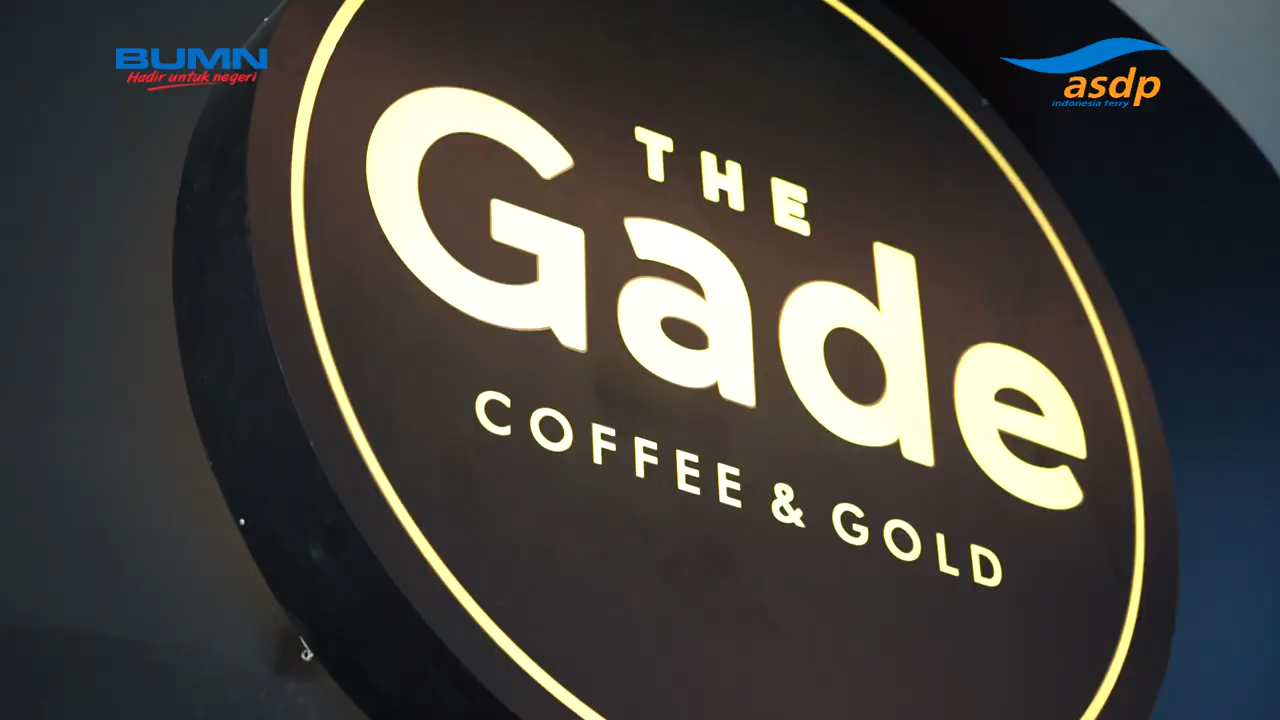 BUMN
Hadir untuk negeri
asdp
indonesia ferry
THE
Gade
COFFEE & GOLD